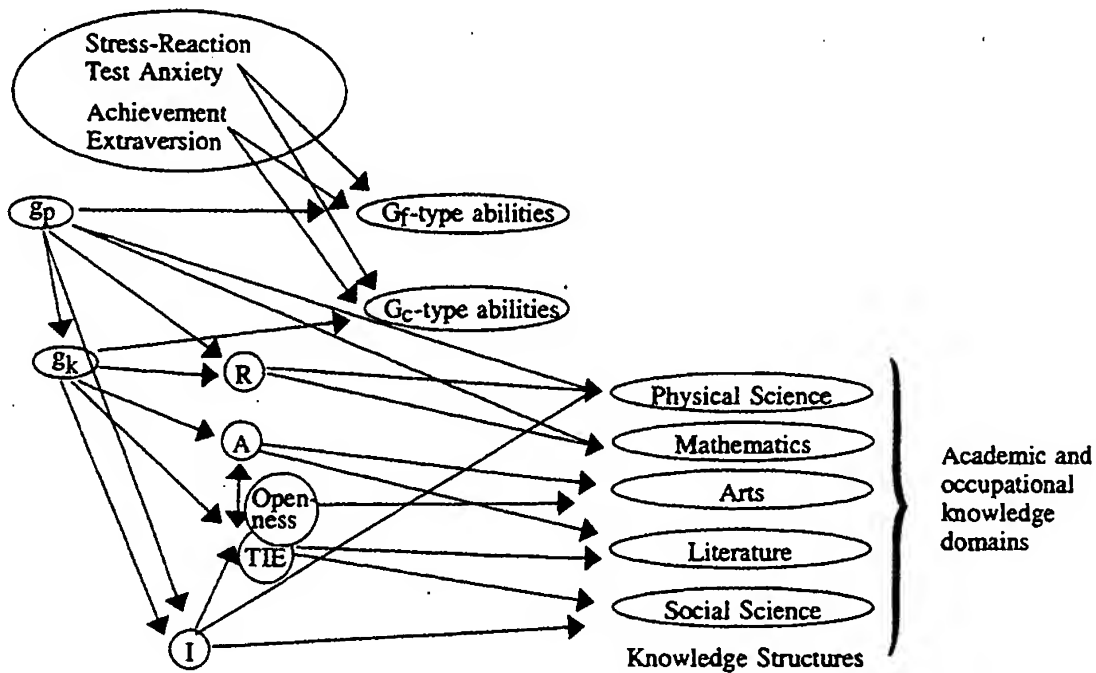 Stress-Reaction
Test Anxiety
Achievement
Extraversion
gp
Gf-type abilities
Gc-type abilities
gk
R
Physical Science
A
Mathematics
Open
ness
Arts
TIE
Literature
I
Social Science
Knowledge Structures
Academic and
occupational
knowledge
domains